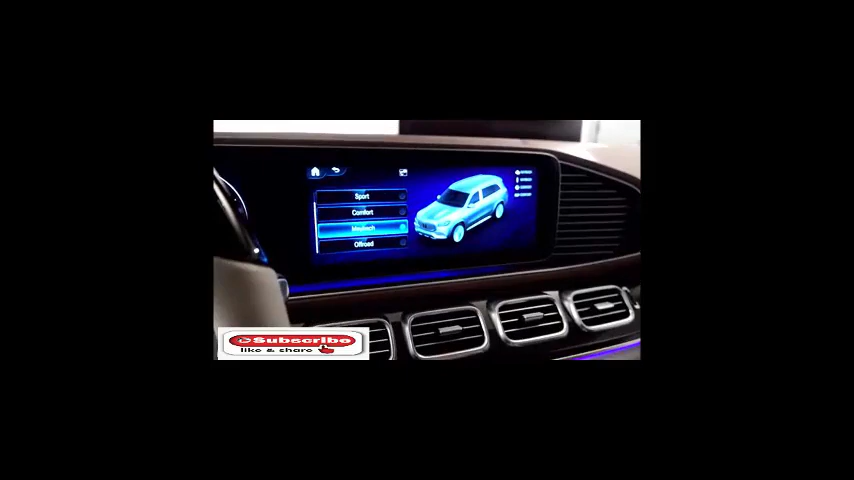 Sport
Comfort
Maybach
Offroad
Subscribe
like & share